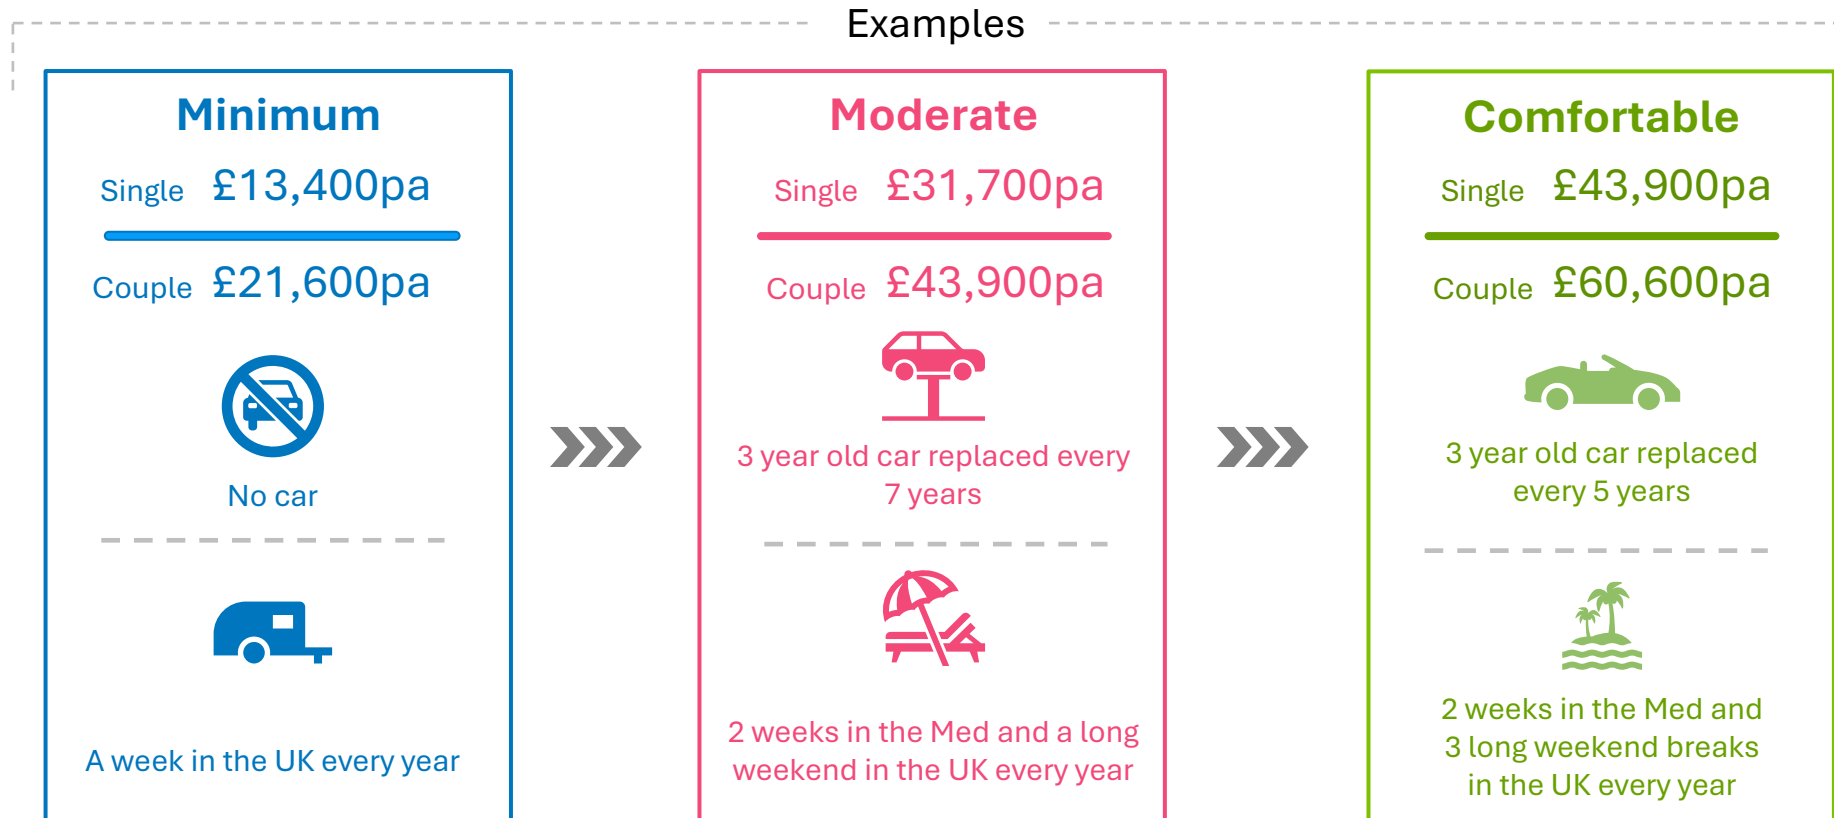 Examples
Minimum
Single £13,400pa
Couple £21,600pa
No car
A week in the UK every year
Moderate
Single £31,700pa
Couple £43,900pa
3 year old car replaced every
7 years
2 weeks in the Med and a long
weekend in the UK every year
Comfortable
Single £43,900pa
Couple £60,600pa
3 year old car replaced
every 5 years
2 weeks in the Med and
3 long weekend breaks
in the UK every year